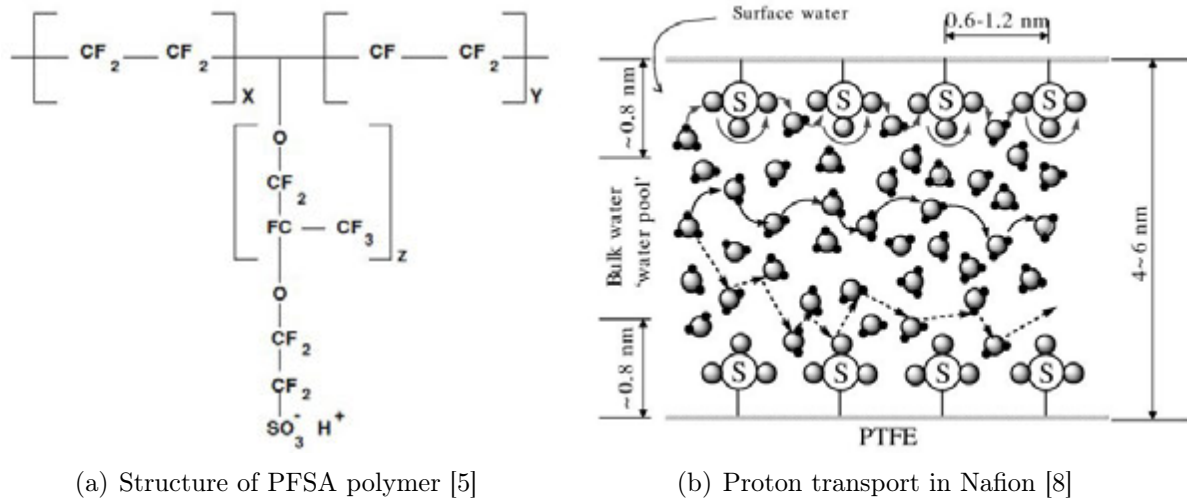 CF2 CF2
X
CF CF2
Y
O
CF2
FC CF3
z
O
CF2
CF2
SO3- H+
(a) Structure of PFSA polymer [5]
Surface water
0.6-1.2 nm
~0.8 nm
S S S S
Bulk water
'water pool'
4~6 nm
~0.8 nm
S S S S
PTFE
(b) Proton transport in Nafion [8]